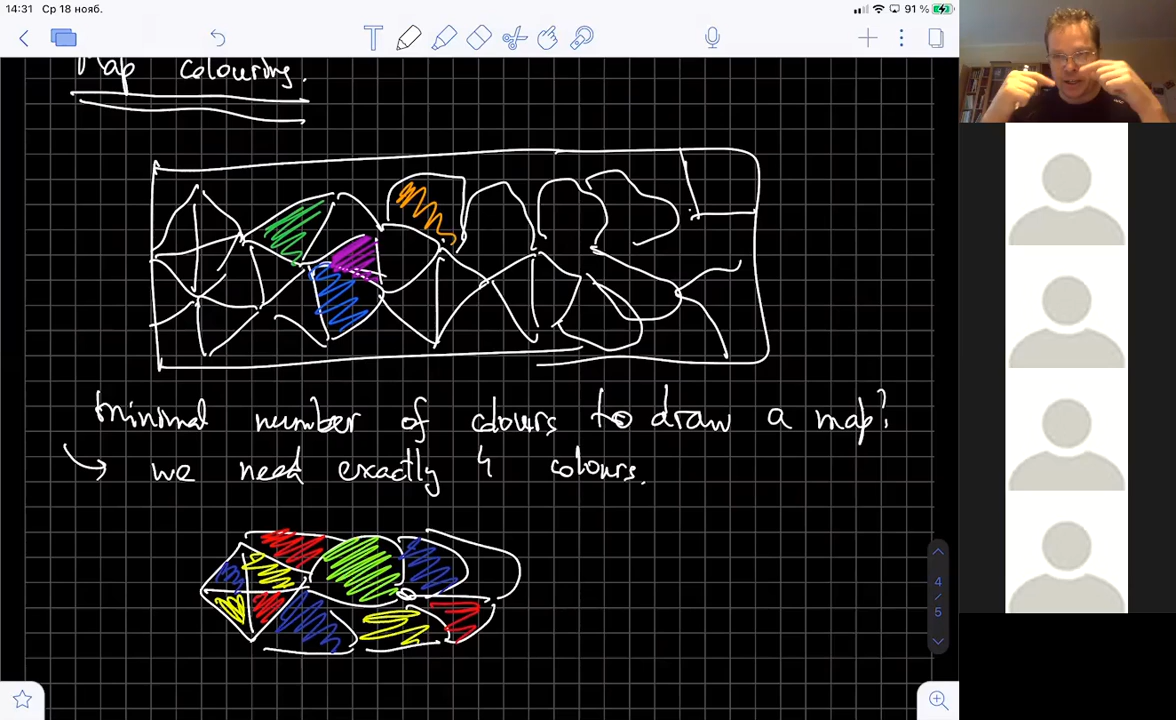 14:31 Ср 18 нояб.
91 %
Map colouring.
minimal number of colours to draw a map?
we need exactly 4 colours.
4 / 5